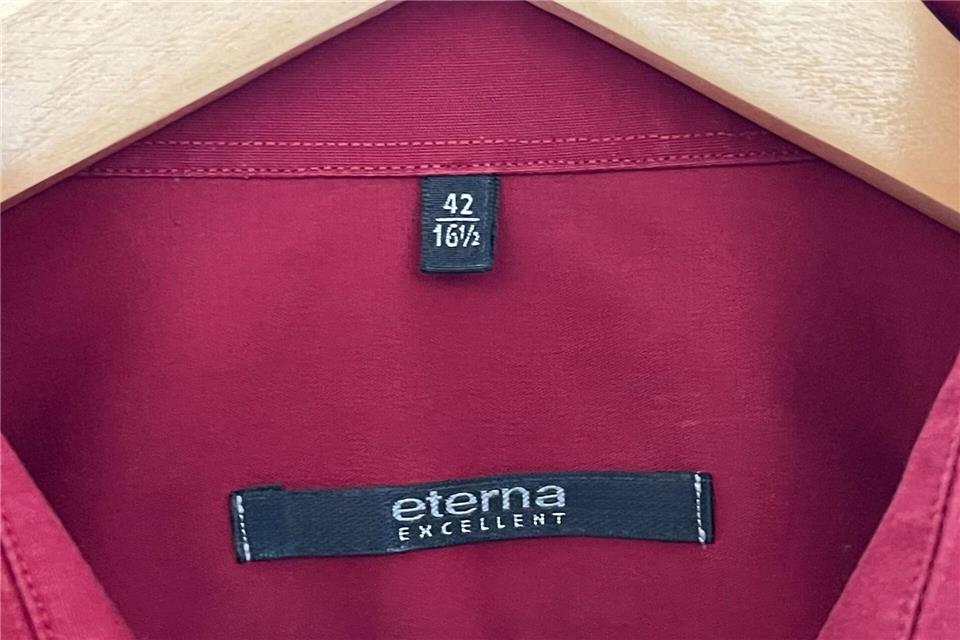 42
16½
eterna
EXCELLENT